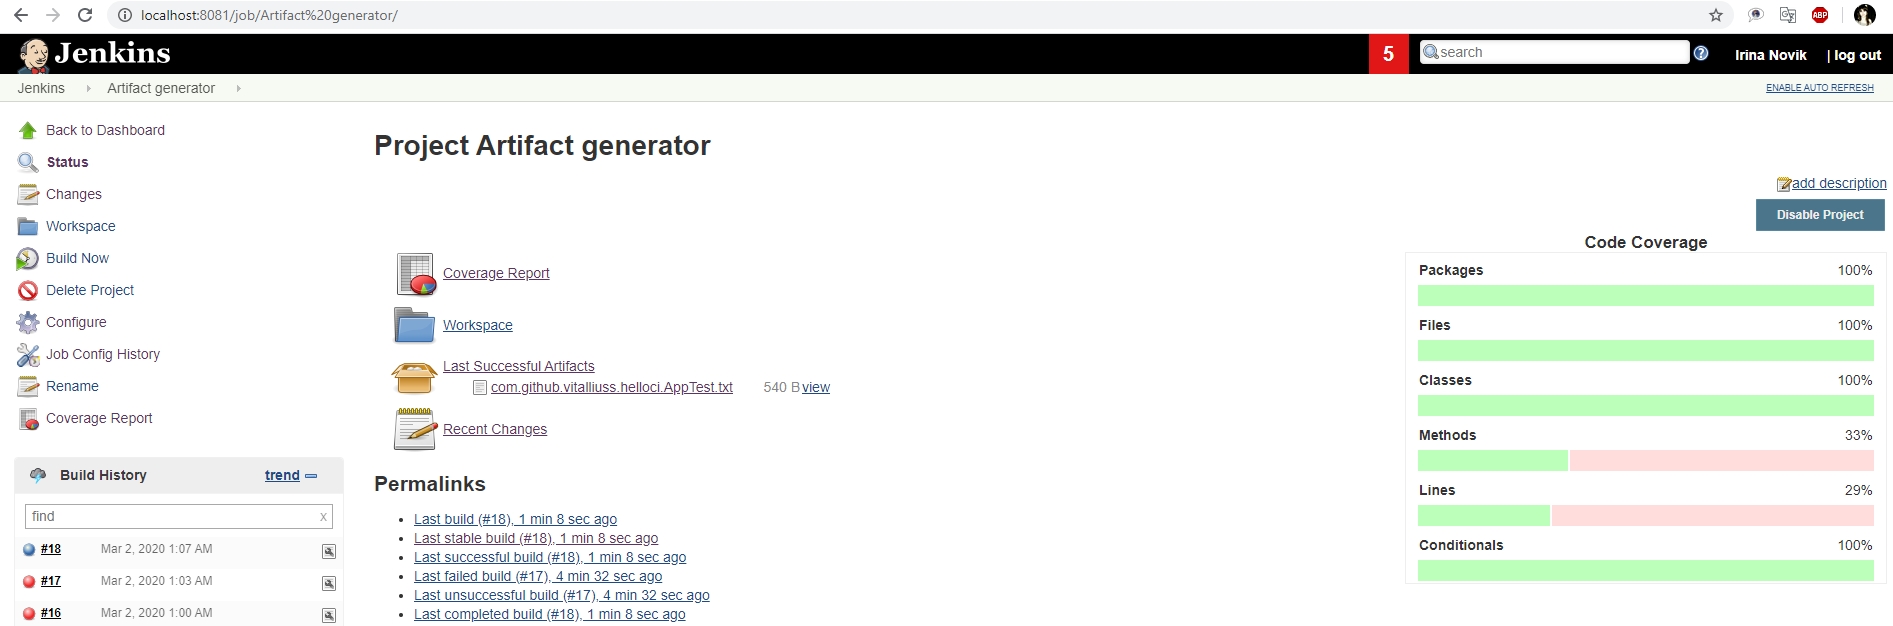 localhost:8081/job/Artifact%20generator/
ABP
Jenkins
5
search
Irina Novik
| log out
Jenkins
Artifact generator
ENABLE AUTO REFRESH
Back to Dashboard
Status
Changes
Workspace
Build Now
Delete Project
Configure
Job Config History
Rename
Coverage Report
Build History
trend
find
x
#18 Mar 2, 2020 1:07 AM
#17 Mar 2, 2020 1:03 AM
#16 Mar 2, 2020 1:00 AM
Project Artifact generator
add description
Disable Project
Coverage Report
Workspace
Last Successful Artifacts
com.github.vitalliuss.helloci.AppTest.txt 540 B view
Recent Changes
Permalinks
Last build (#18), 1 min 8 sec ago
Last stable build (#18), 1 min 8 sec ago
Last successful build (#18), 1 min 8 sec ago
Last failed build (#17), 4 min 32 sec ago
Last unsuccessful build (#17), 4 min 32 sec ago
Last completed build (#18), 1 min 8 sec ago
Code Coverage
Packages 100%
Files 100%
Classes 100%
Methods 33%
Lines 29%
Conditionals 100%